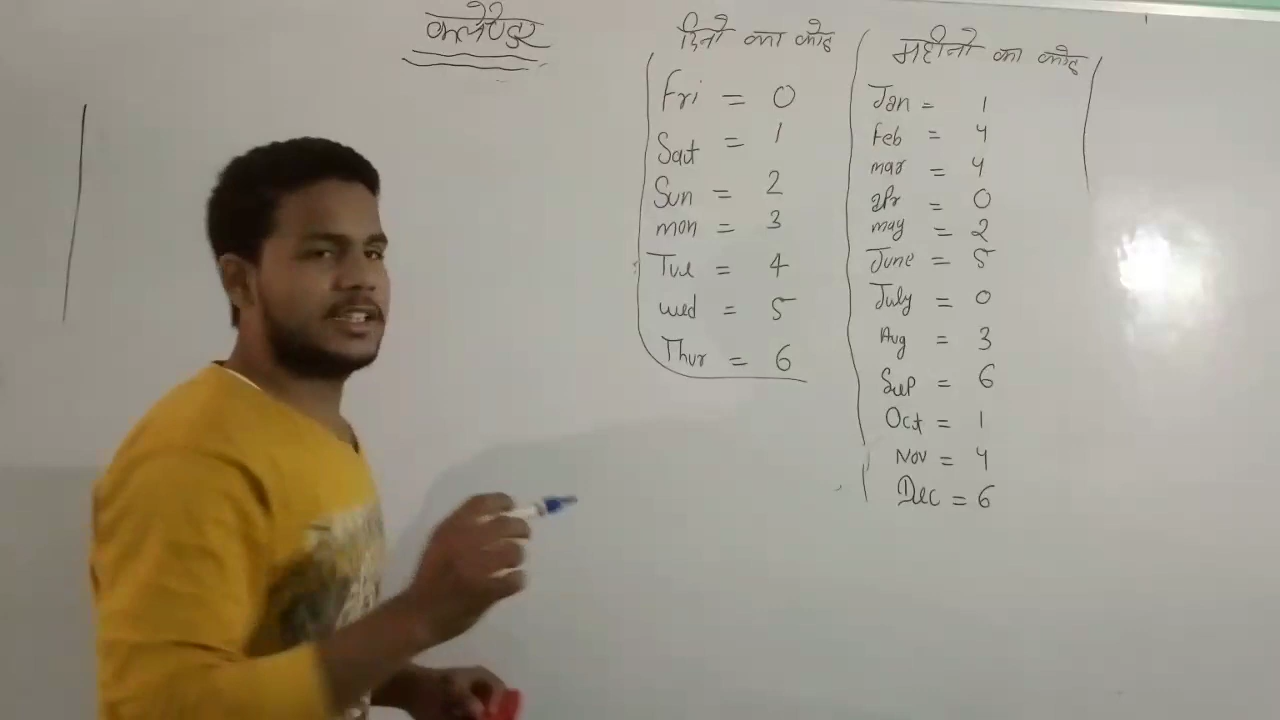 कलेण्डर
दिनो का कोड
Fri = 0
Sat = 1
Sun = 2
mon = 3
Tue = 4
wed = 5
Thur = 6
महीनो का कोड
Jan = 1
Feb = 4
mar = 4
apr = 0
may = 2
June = 5
July = 0
Aug = 3
Sep = 6
Oct = 1
Nov = 4
Dec = 6